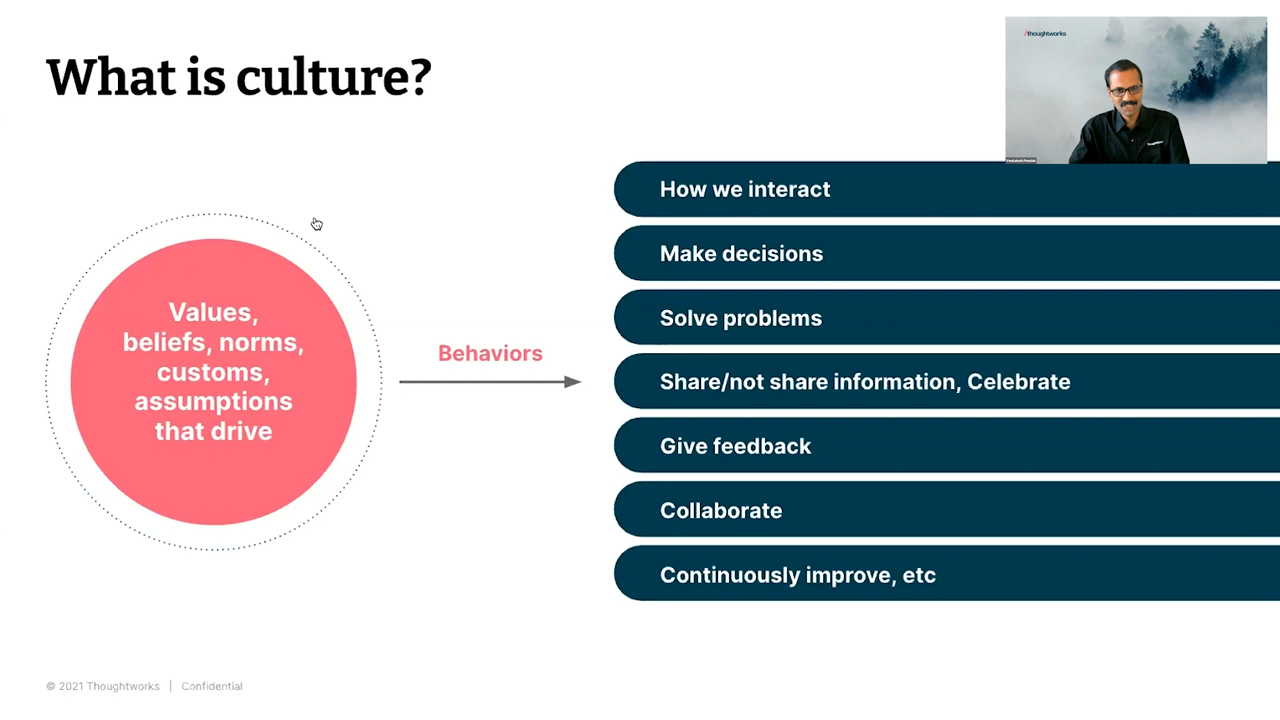 What is culture?
/thoughtworks
How we interact
Make decisions
Solve problems
Share/not share information, Celebrate
Give feedback
Collaborate
Continuously improve, etc
Values,
beliefs, norms,
customs,
assumptions
that drive
Behaviors
© 2021 Thoughtworks | Confidential